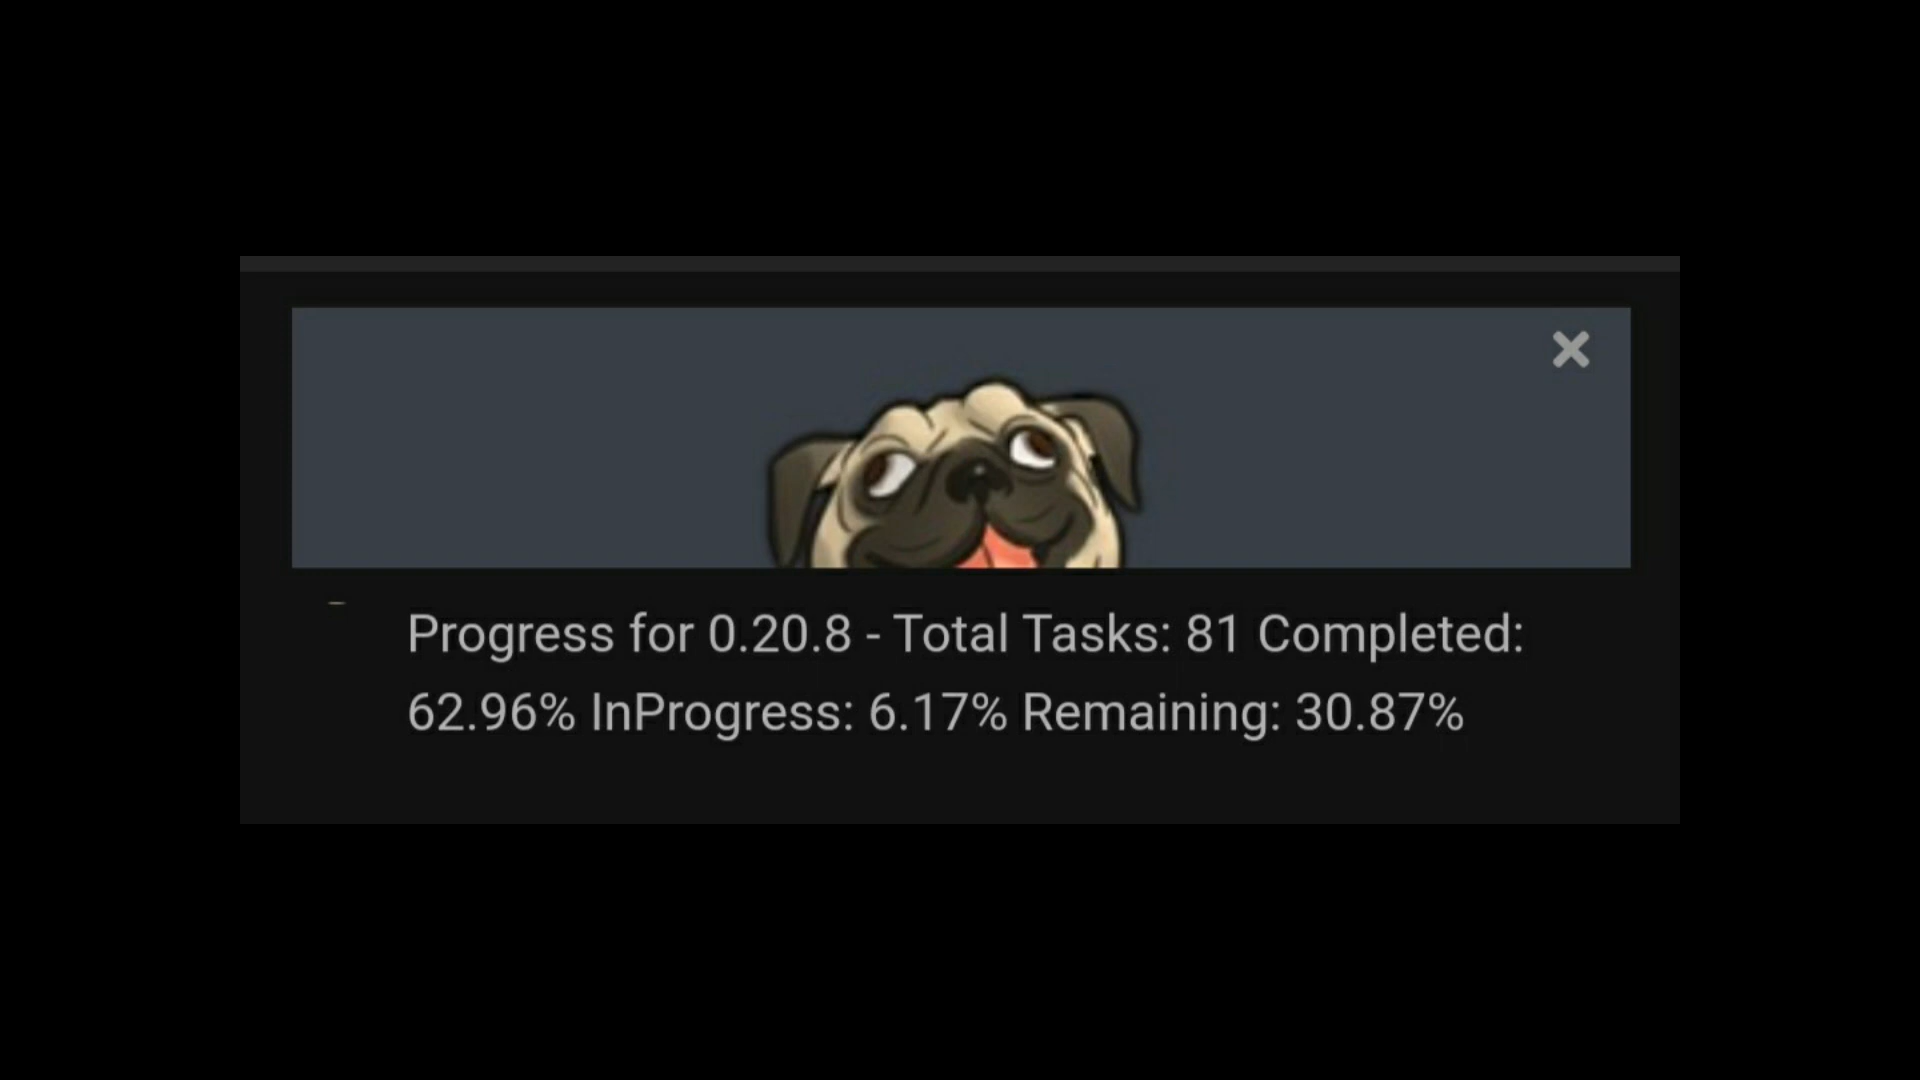 Progress for 0.20.8 - Total Tasks: 81 Completed:
62.96% InProgress: 6.17% Remaining: 30.87%